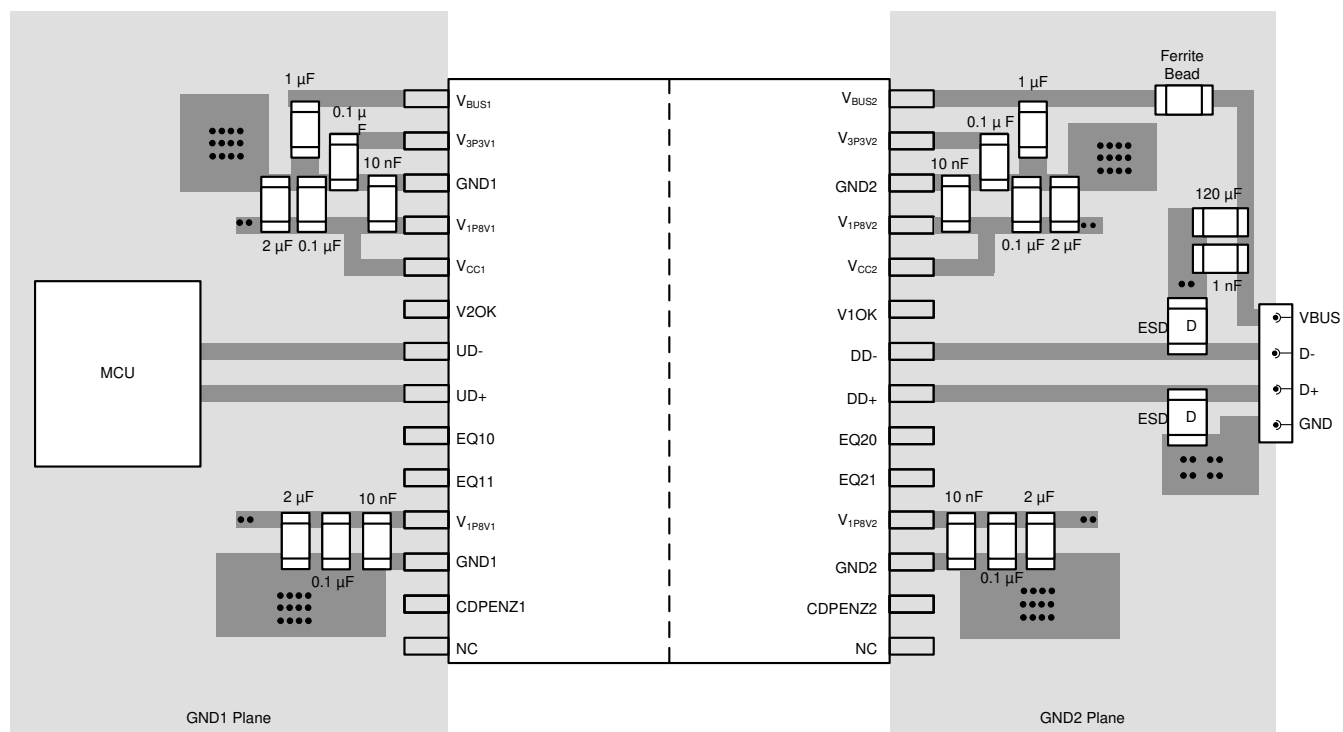 1 µF
0.1 µ
F
10 nF
2 µF
0.1 µF
MCU
2 µF
10 nF
0.1 µF
GND1 Plane
VBUS1
V3P3V1
GND1
V1P8V1
VCC1
V2OK
UD-
UD+
EQ10
EQ11
V1P8V1
GND1
CDPENZ1
NC
VBUS2
V3P3V2
GND2
V1P8V2
VCC2
V1OK
DD-
DD+
EQ20
EQ21
V1P8V2
GND2
CDPENZ2
NC
1 µF
0.1 µ F
10 nF
0.1 µF
2 µF
Ferrite
Bead
120 µF
1 nF
ESD
D
ESD
D
VBUS
D-
D+
GND
10 nF
2 µF
0.1 µF
GND2 Plane